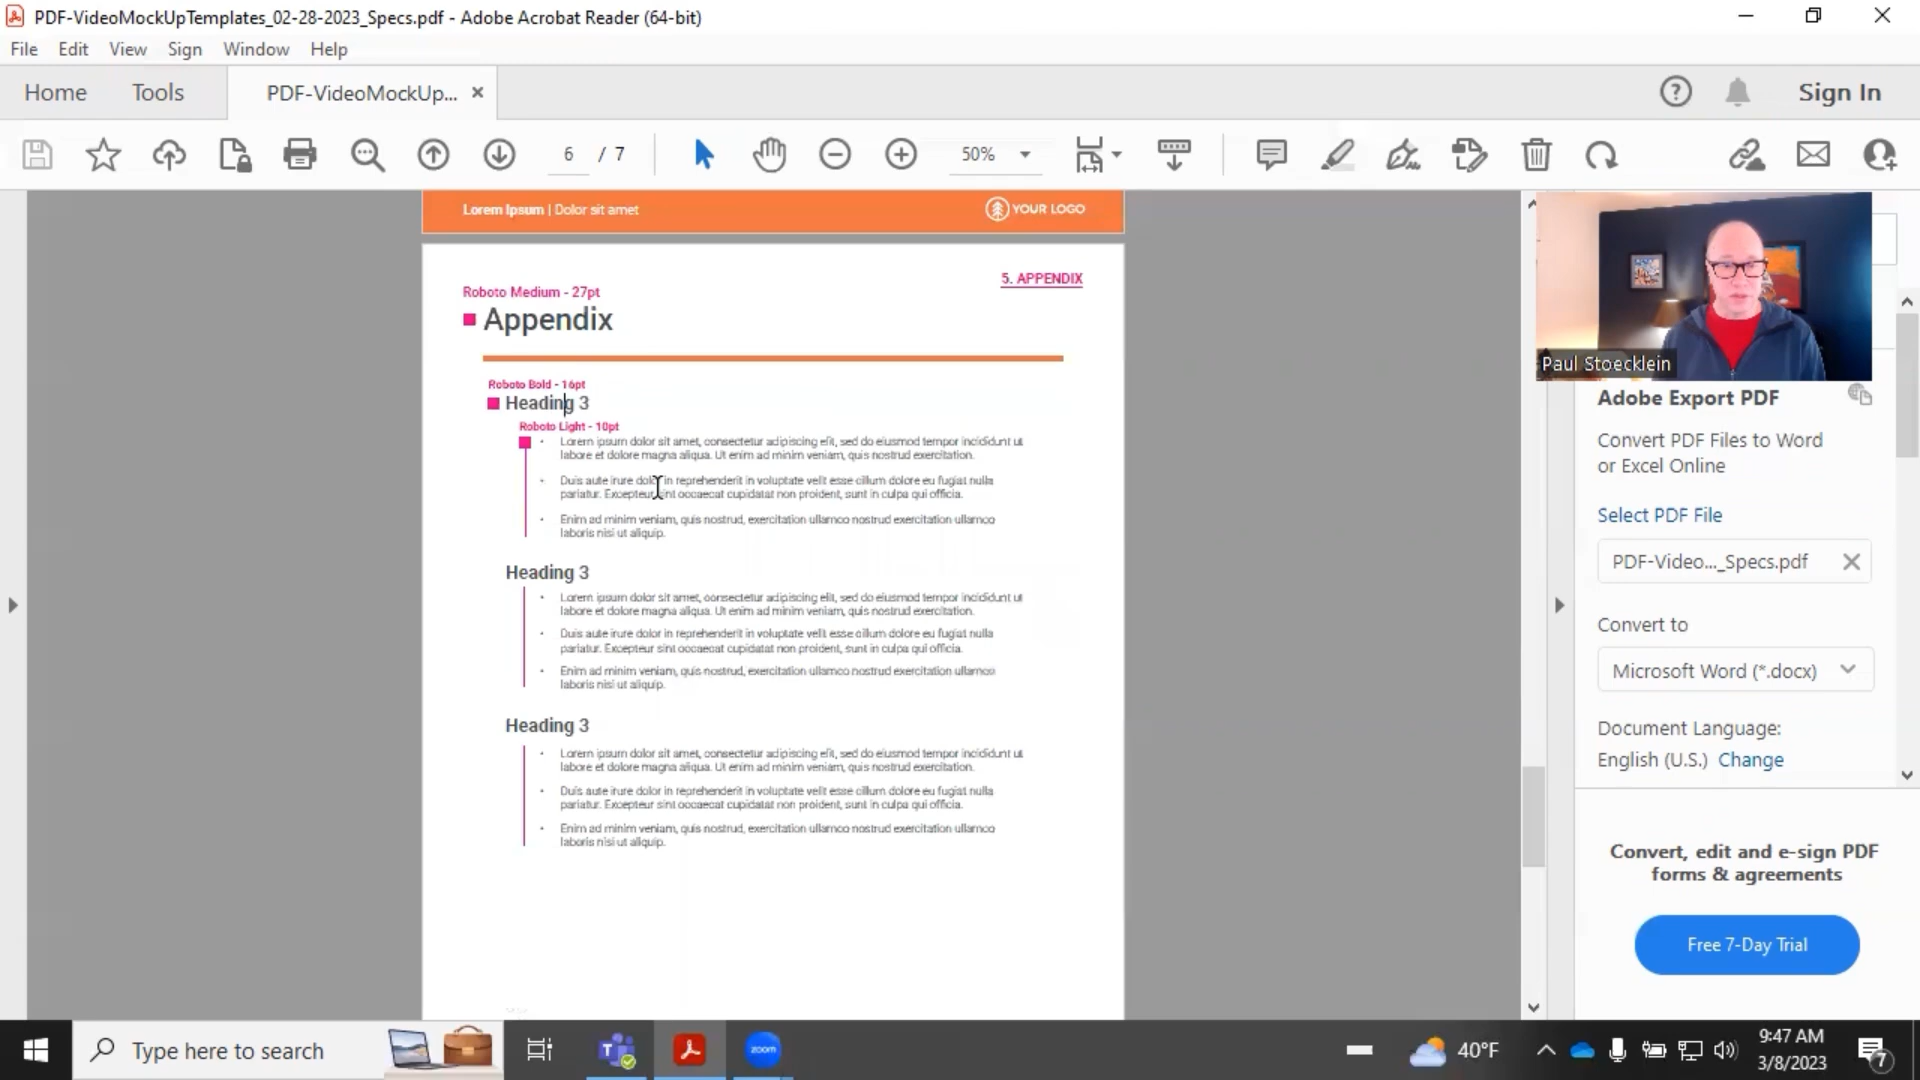 PDF-VideoMockUpTemplates_02-28-2023_Specs.pdf - Adobe Acrobat Reader (64-bit)
File Edit View Sign Window Help
Home Tools PDF-VideoMockUp... Sign In
6 / 7 50%
Lorem Ipsum | Dolor sit amet YOUR LOGO
5. APPENDIX
Roboto Medium - 27pt
Appendix
Roboto Bold - 16pt
Heading 3
Roboto Light - 10pt
Lorem ipsum dolor sit amet, consectetur adipiscing elit, sed do eiusmod tempor incididunt ut
labore et dolore magna aliqua. Ut enim ad minim veniam, quis nostrud exercitation.
Duis aute irure dolor in reprehenderit in voluptate velit esse cillum dolore eu fugiat nulla
pariatur. Excepteur sint occaecat cupidatat non proident, sunt in culpa qui officia.
Enim ad minim veniam, quis nostrud, exercitation ullamco nostrud exercitation ullamco
laboris nisi ut aliquip.
Heading 3
Lorem ipsum dolor sit amet, consectetur adipiscing elit, sed do eiusmod tempor incididunt ut
labore et dolore magna aliqua. Ut enim ad minim veniam, quis nostrud exercitation.
Duis aute irure dolor in reprehenderit in voluptate velit esse cillum dolore eu fugiat nulla
pariatur. Excepteur sint occaecat cupidatat non proident, sunt in culpa qui officia.
Enim ad minim veniam, quis nostrud, exercitation ullamco nostrud exercitation ullamco
laboris nisi ut aliquip.
Heading 3
Lorem ipsum dolor sit amet, consectetur adipiscing elit, sed do eiusmod tempor incididunt ut
labore et dolore magna aliqua. Ut enim ad minim veniam, quis nostrud exercitation.
Duis aute irure dolor in reprehenderit in voluptate velit esse cillum dolore eu fugiat nulla
pariatur. Excepteur sint occaecat cupidatat non proident, sunt in culpa qui officia.
Enim ad minim veniam, quis nostrud, exercitation ullamco nostrud exercitation ullamco
laboris nisi ut aliquip.
Paul Stoecklein
Adobe Export PDF
Convert PDF Files to Word
or Excel Online
Select PDF File
PDF-Video..._Specs.pdf
Convert to
Microsoft Word (*.docx)
Document Language:
English (U.S.) Change
Convert, edit and e-sign PDF
forms & agreements
Free 7-Day Trial
Type here to search
zoom
40°F
9:47 AM
3/8/2023
7